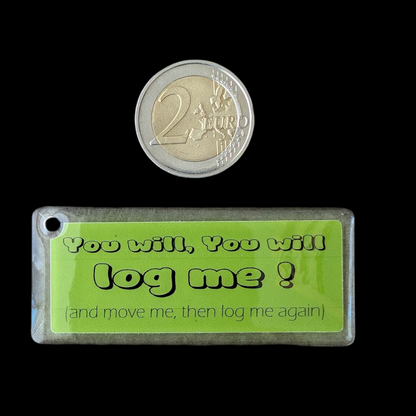 2 EURO
You will, You will
log me !
(and move me, then log me again)